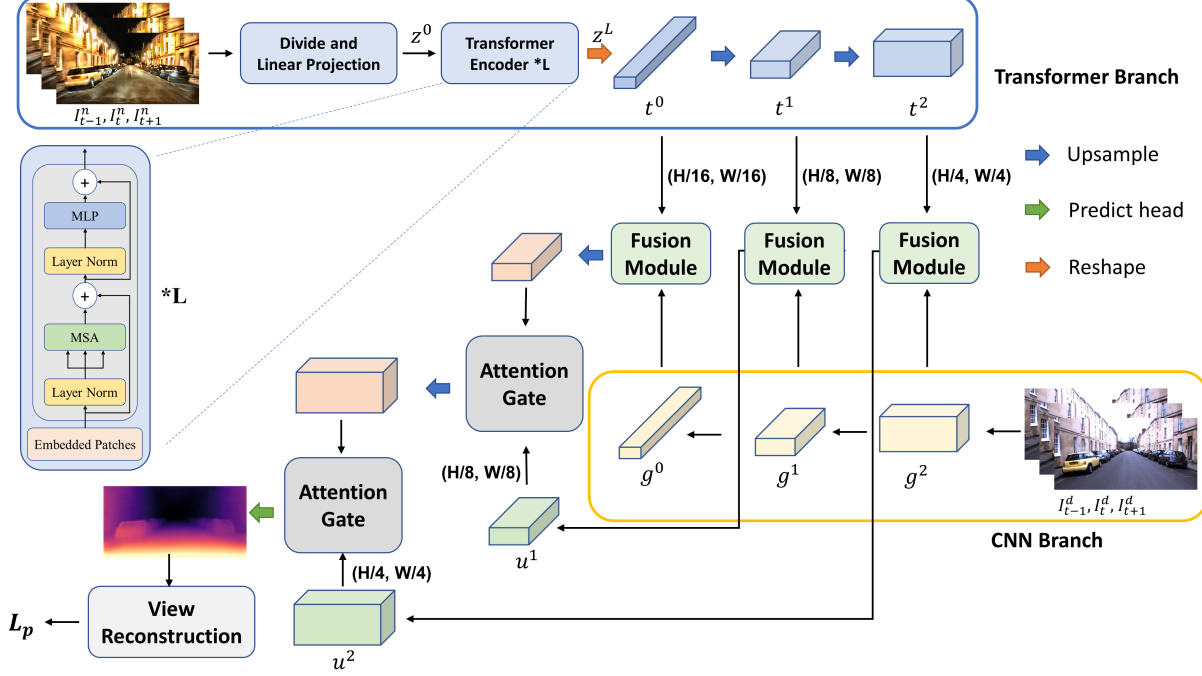 Divide and
Linear Projection
z^0
Transformer
Encoder *L
z^L
t^0
t^1
t^2
I^n_{t-1}, I^n_t, I^n_{t+1}
Transformer Branch
Upsample
Predict head
Reshape
(H/16, W/16)
(H/8, W/8)
(H/4, W/4)
Fusion
Module
Fusion
Module
Fusion
Module
+
MLP
Layer Norm
+
MSA
Layer Norm
Embedded Patches
*L
Attention
Gate
(H/8, W/8)
Attention
Gate
(H/4, W/4)
g^0
g^1
g^2
I^d_{t-1}, I^d_t, I^d_{t+1}
CNN Branch
u^1
u^2
View
Reconstruction
L_p